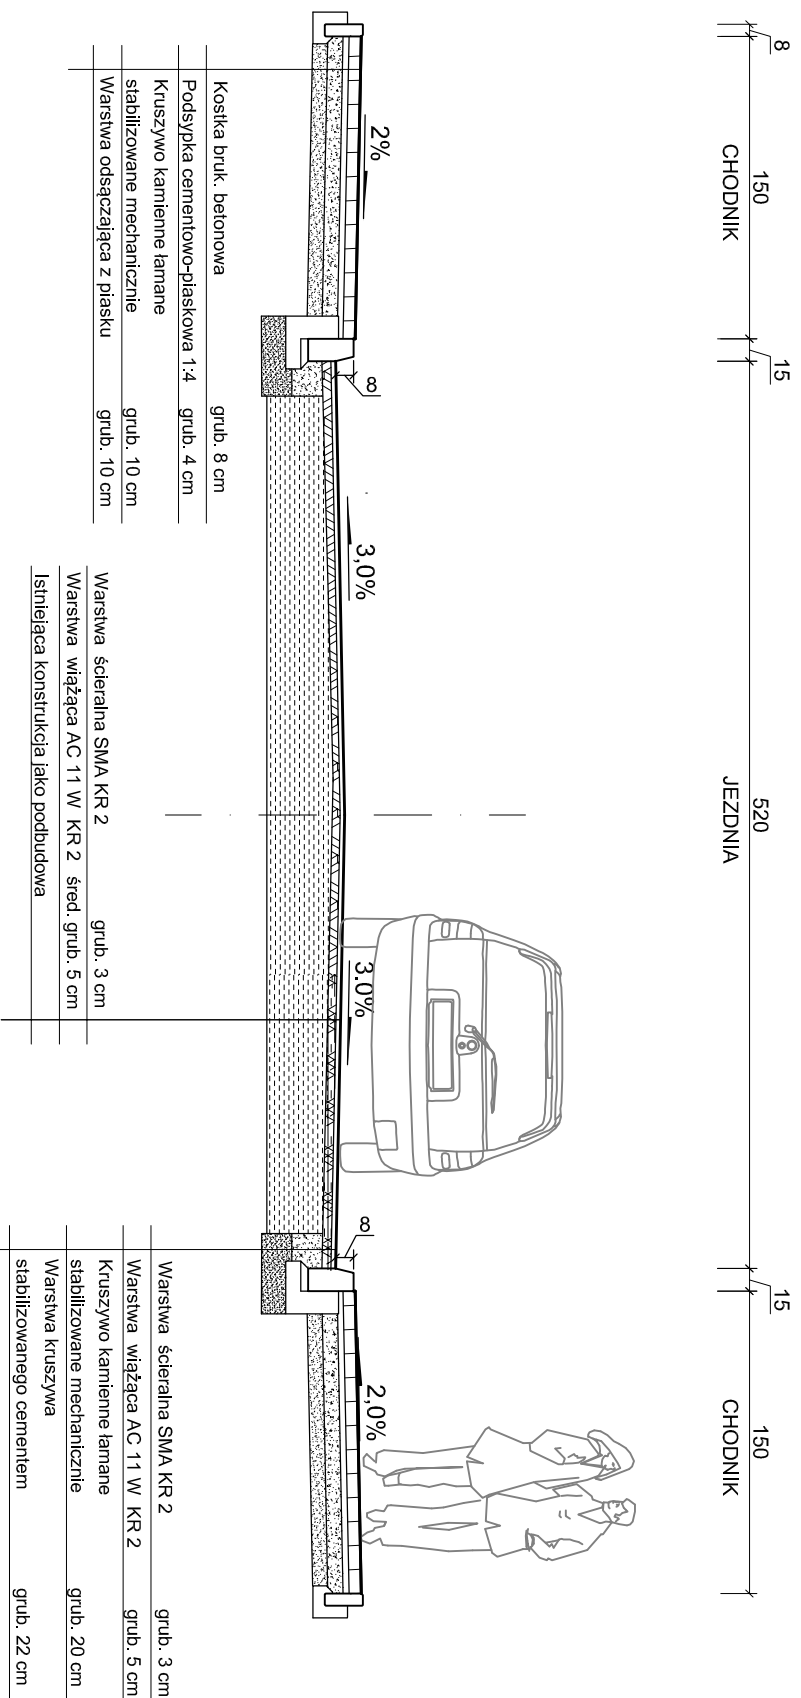 8
150
CHODNIK
15
520
JEZDNIA
15
150
CHODNIK
2%
8
3,0%
3.0%
8
2,0%
Kostka bruk. betonowa grub. 8 cm
Podsypka cementowo-piaskowa 1:4 grub. 4 cm
Kruszywo kamienne łamane
stabilizowane mechanicznie grub. 10 cm
Warstwa odsączająca z piasku grub. 10 cm
Warstwa ścieralna SMA KR 2 grub. 3 cm
Warstwa wiążąca AC 11 W KR 2 śred. grub. 5 cm
Istniejąca konstrukcja jako podbudowa
Warstwa ścieralna SMA KR 2 grub. 3 cm
Warstwa wiążąca AC 11 W KR 2 grub. 5 cm
Kruszywo kamienne łamane
stabilizowane mechanicznie grub. 20 cm
Warstwa kruszywa
stabilizowanego cementem grub. 22 cm